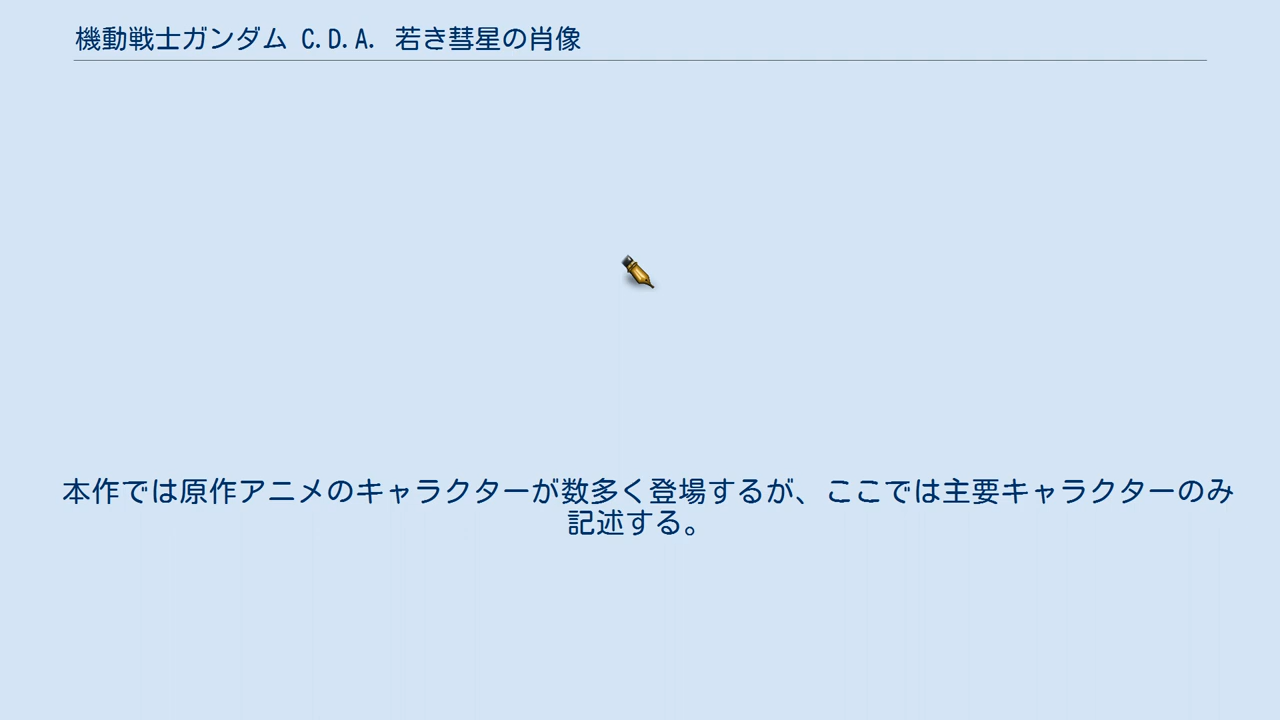 機動戦士ガンダム C.D.A. 若き彗星の肖像
本作では原作アニメのキャラクターが数多く登場するが、ここでは主要キャラクターのみ
記述する。